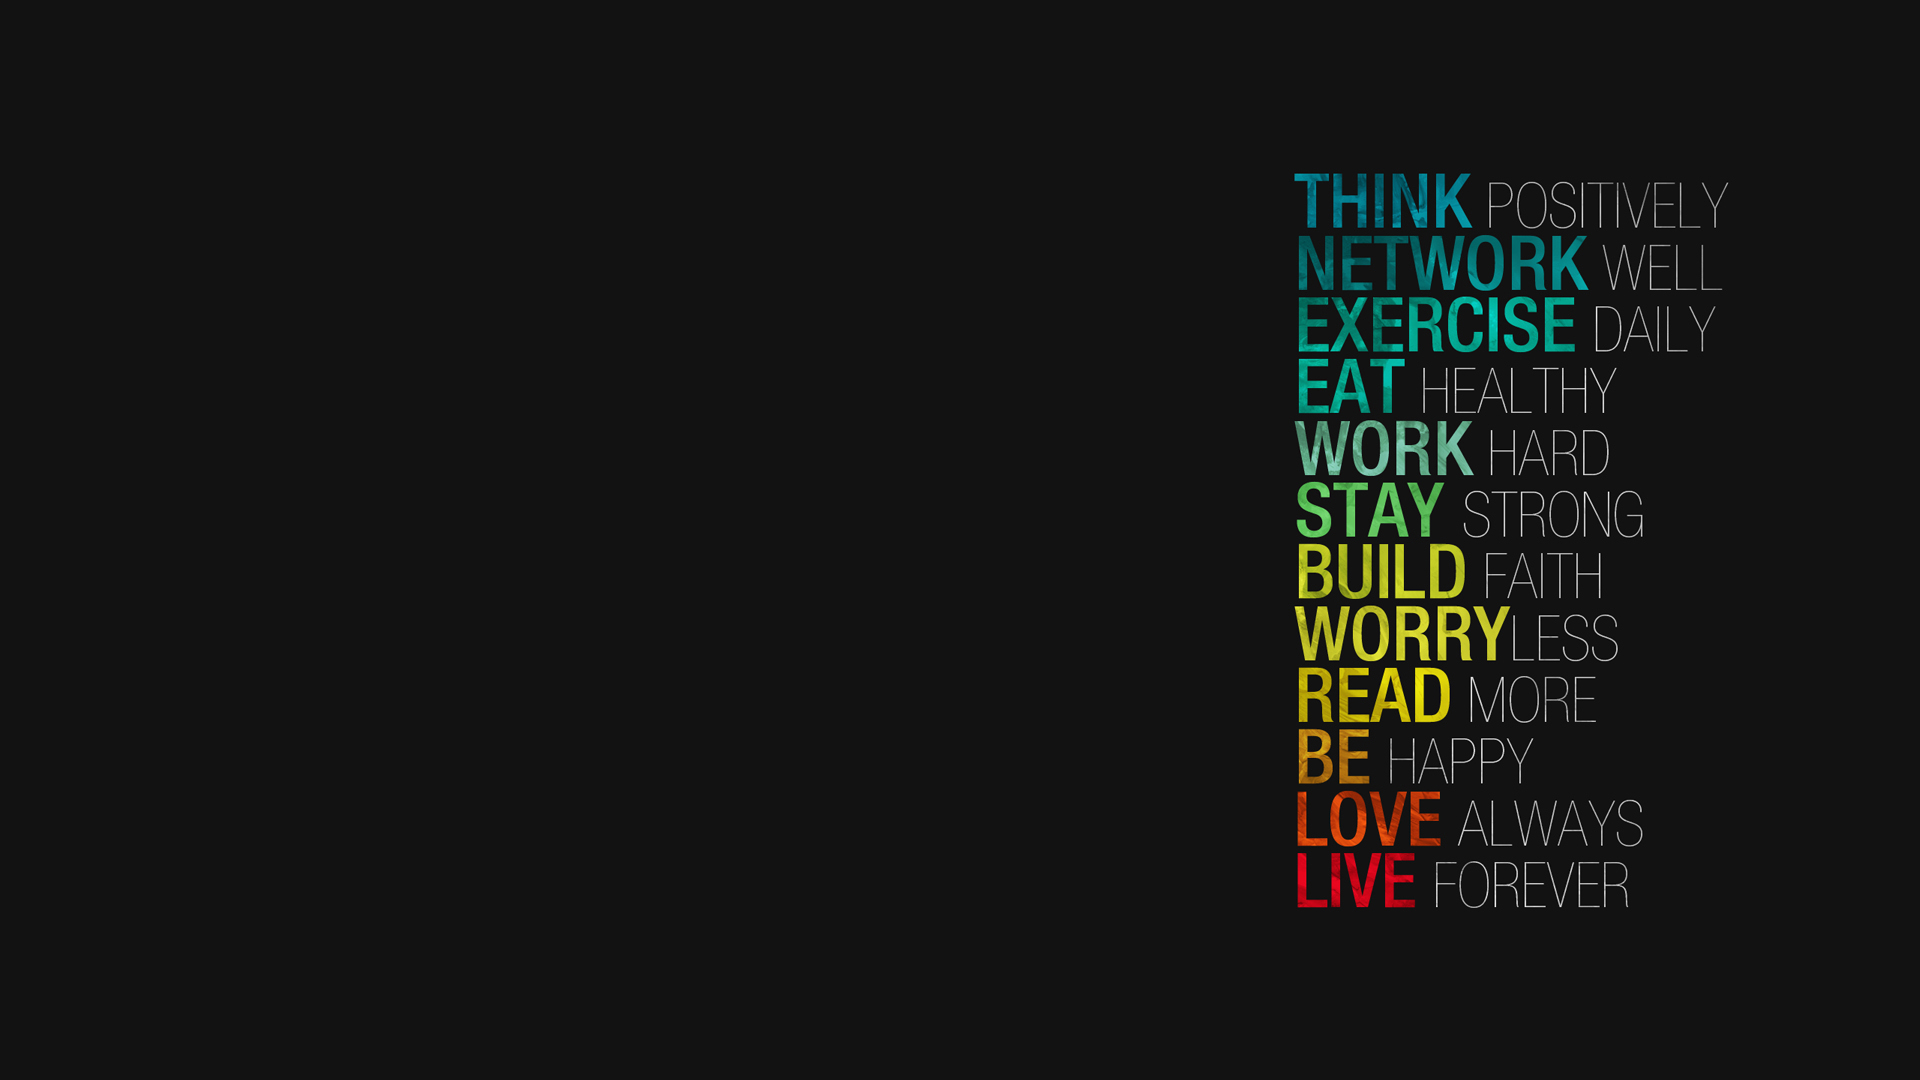 THINK POSITIVELY
NETWORK WELL
EXERCISE DAILY
EAT HEALTHY
WORK HARD
STAY STRONG
BUILD FAITH
WORRYLESS
READ MORE
BE HAPPY
LOVE ALWAYS
LIVE FOREVER